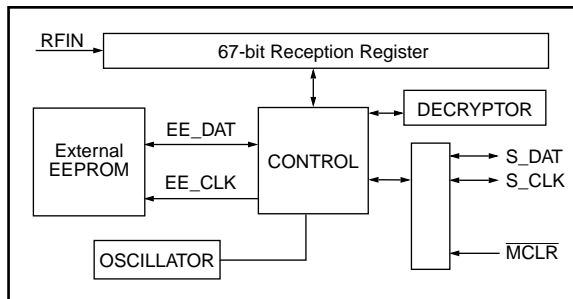 RFIN
67-bit Reception Register
DECRYPTOR
EE_DAT
External
EEPROM
CONTROL
S_DAT
S_CLK
EE_CLK
MCLR
OSCILLATOR